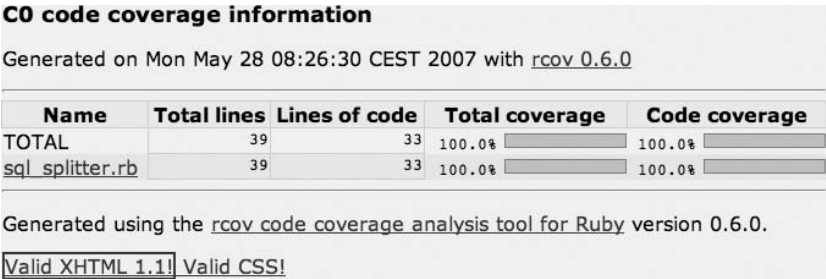 C0 code coverage information
Generated on Mon May 28 08:26:30 CEST 2007 with rcov 0.6.0
Name Total lines Lines of code Total coverage Code coverage
TOTAL 39 33 100.0% 100.0%
sql_splitter.rb 39 33 100.0% 100.0%
Generated using the rcov code coverage analysis tool for Ruby version 0.6.0.
Valid XHTML 1.1! Valid CSS!